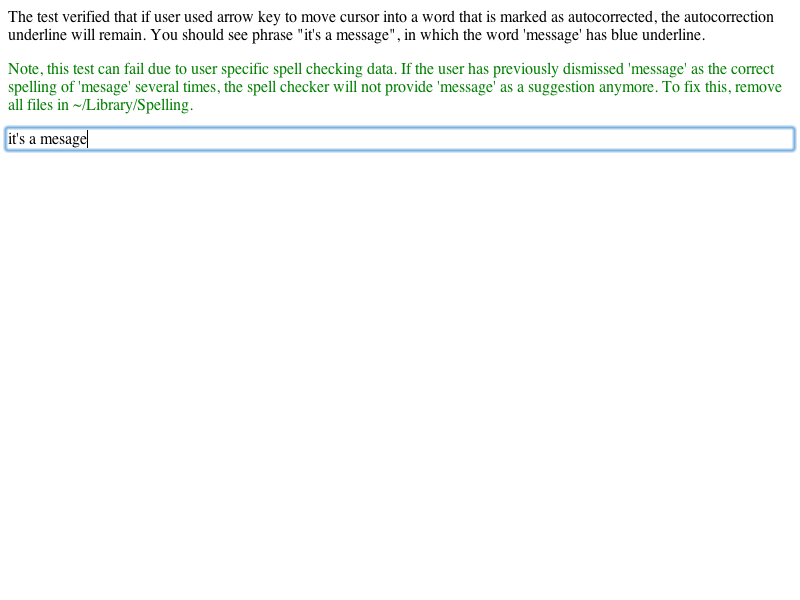 The test verified that if user used arrow key to move cursor into a word that is marked as autocorrected, the autocorrection
underline will remain. You should see phrase "it's a message", in which the word 'message' has blue underline.
Note, this test can fail due to user specific spell checking data. If the user has previously dismissed 'message' as the correct
spelling of 'mesage' several times, the spell checker will not provide 'message' as a suggestion anymore. To fix this, remove
all files in ~/Library/Spelling.
it's a mesage